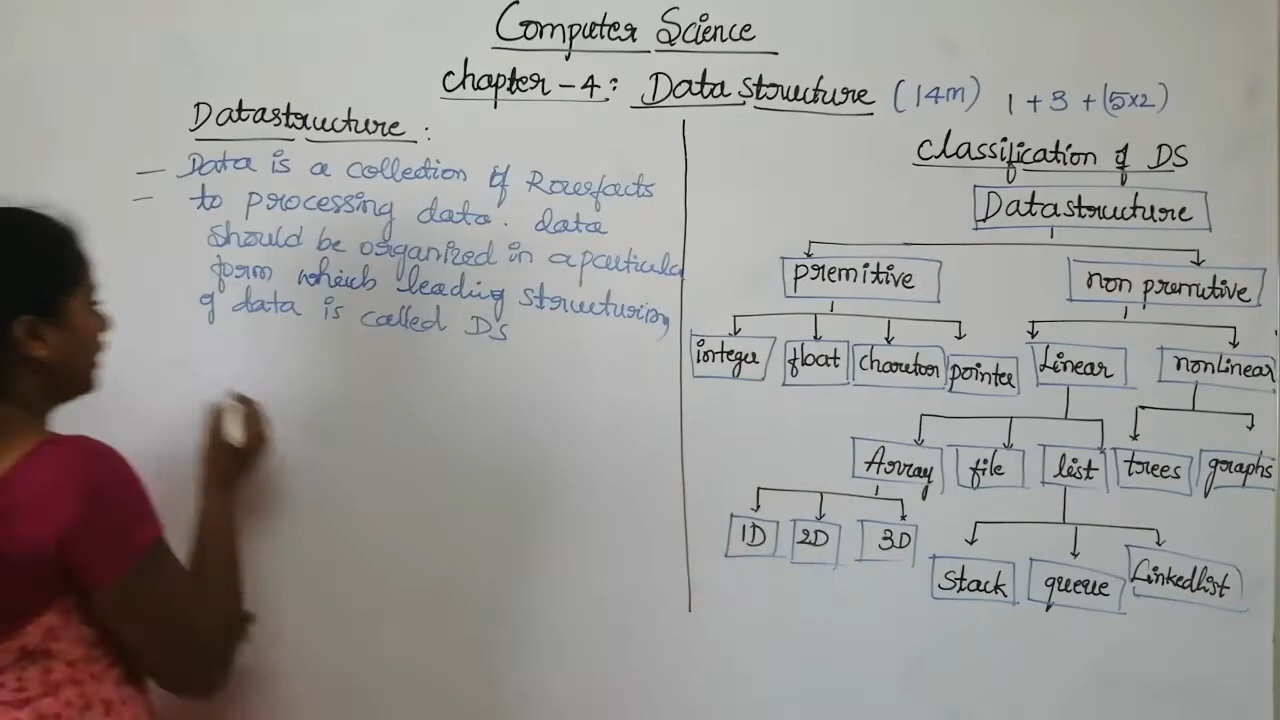 Computer Science
Chapter - 4 : Data structure (14m) 1 + 3 + (5x2)
Datastructure :
- Data is a collection of Rawfacts
- to processing data. data
should be organized in a particula
form which leading structuring
of data is called DS
Classification of DS
Datastructure
premitive
non premitive
integer
float
charecter
pointer
Linear
nonLinear
Array
file
list
trees
graphs
1D
2D
3D
Stack
queue
Linkedlist